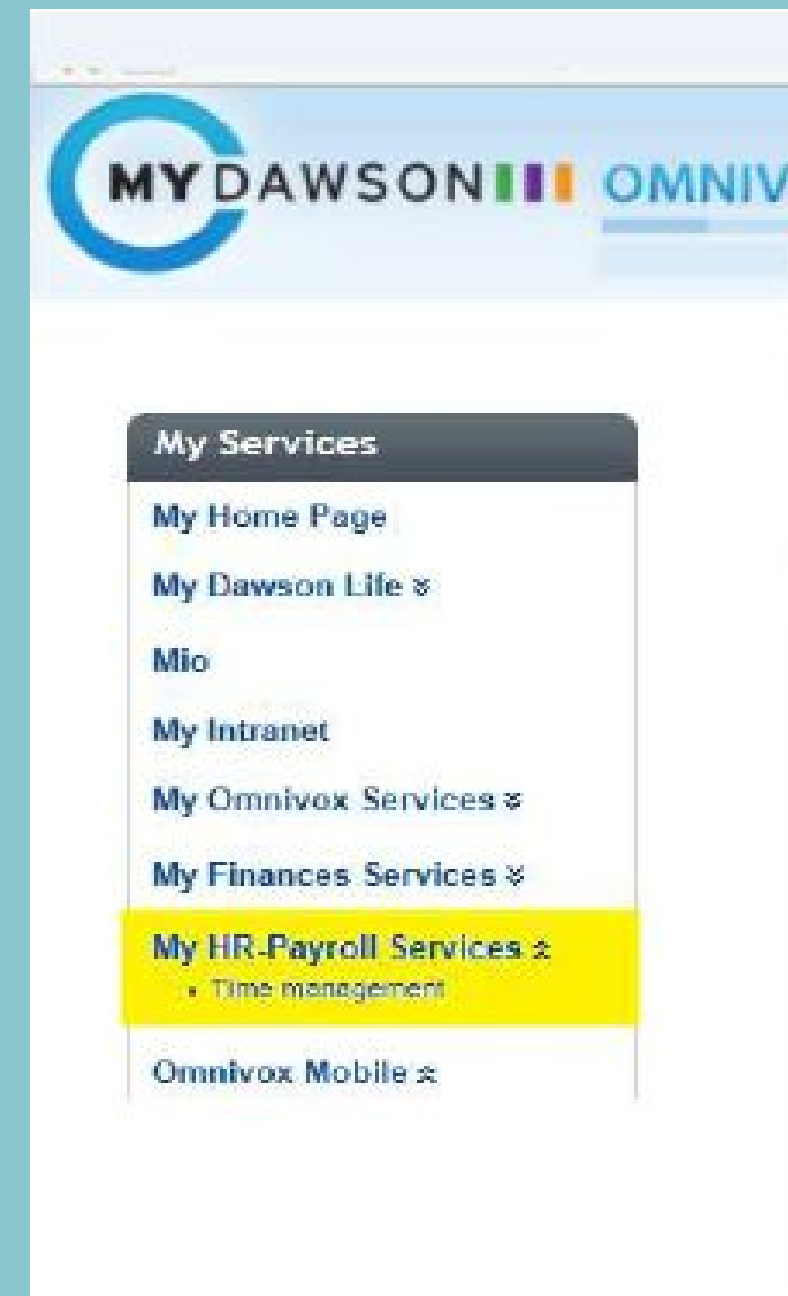 MYDAWSON OMNIV
My Services
My Home Page
My Dawson Life
Mio
My Intranet
My Omnivox Services
My Finances Services
My HR-Payroll Services
• Time management
Omnivox Mobile